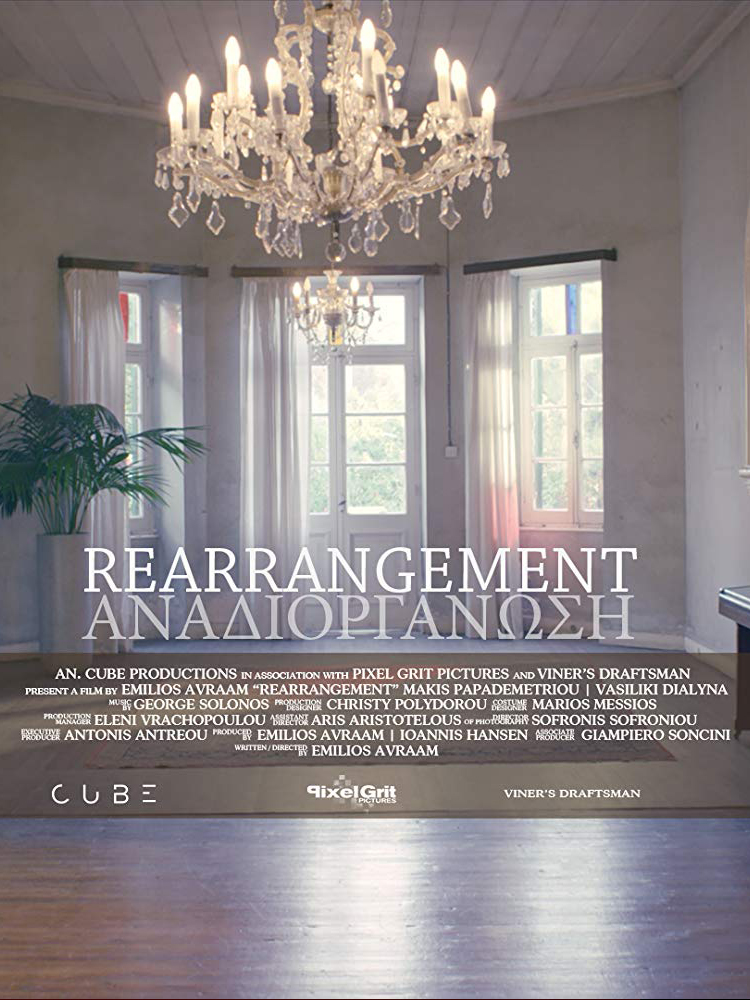 REARRANGEMENT
ΑΝΑΔΙΟΡΓΑΝΩΣΗ
AN. CUBE PRODUCTIONS IN ASSOCIATION WITH PIXEL GRIT PICTURES AND VINER'S DRAFTSMAN
PRESENT A FILM BY EMILIOS AVRAAM "REARRANGEMENT" MAKIS PAPADEMETRIOU | VASILIKI DIALYNA
MUSIC BY GEORGE SOLONOS PRODUCTION DESIGNER CHRISTY POLYDOROU COSTUME DESIGNER MARIOS MESSIOS
PRODUCTION MANAGER ELENI VRACHOPOULOU ASSISTANT DIRECTOR ARIS ARISTOTELOUS DIRECTOR OF PHOTOGRAPHY SOFRONIS SOFRONIOU
EXECUTIVE PRODUCER ANTONIS ANTREOU PRODUCED BY EMILIOS AVRAAM | IOANNIS HANSEN ASSOCIATE PRODUCER GIAMPIERO SONCINI
WRITTEN / DIRECTED BY EMILIOS AVRAAM
CUBE PixelGrit PICTURES VINER'S DRAFTSMAN